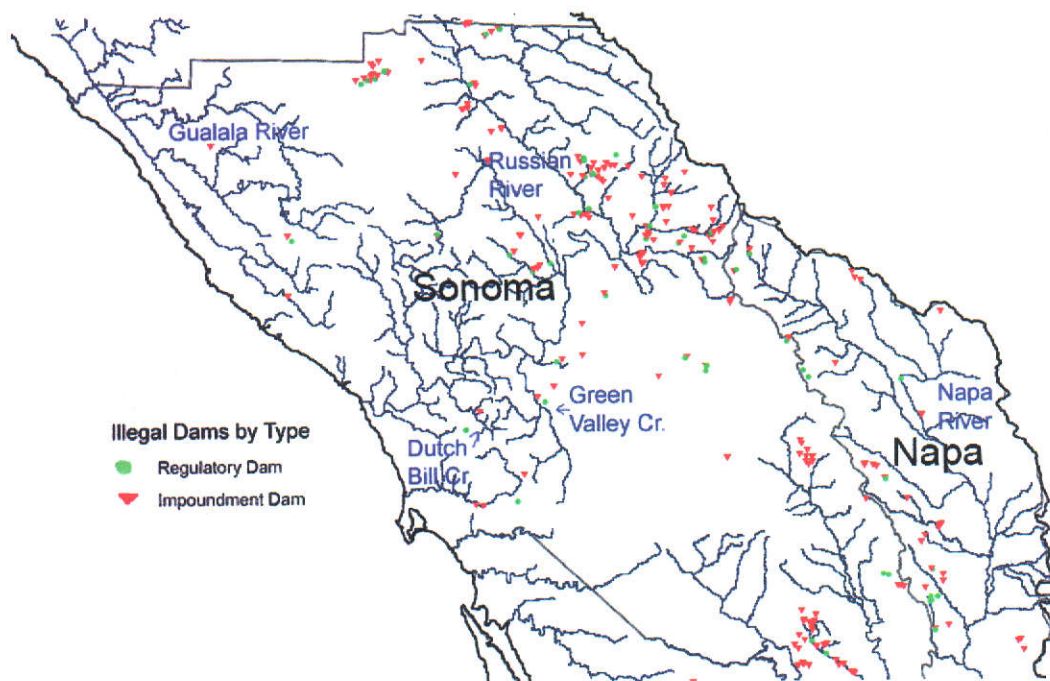 Gualala River
Russian
River
Sonoma
Green
Valley Cr.
Napa
River
Illegal Dams by Type
Dutch
Bill Cr.
Napa
Regulatory Dam
Impoundment Dam